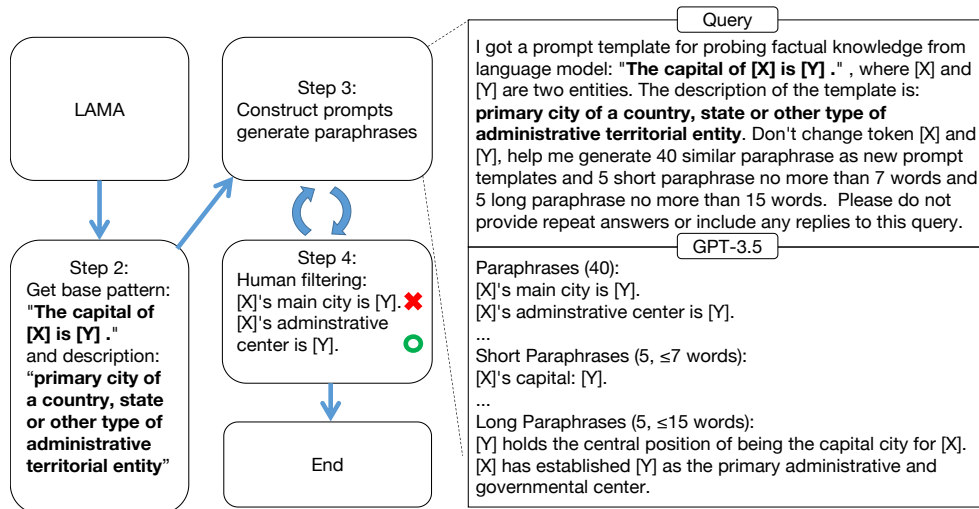 LAMA
Step 2:
Get base pattern:
"The capital of
[X] is [Y] ."
and description:
“primary city of
a country, state
or other type of
administrative
territorial entity”
Step 3:
Construct prompts
generate paraphrases
Step 4:
Human filtering:
[X]'s main city is [Y].
[X]'s adminstrative
center is [Y].
End
Query
I got a prompt template for probing factual knowledge from
language model: "The capital of [X] is [Y] ." , where [X] and
[Y] are two entities. The description of the template is:
primary city of a country, state or other type of
administrative territorial entity. Don't change token [X] and
[Y], help me generate 40 similar paraphrase as new prompt
templates and 5 short paraphrase no more than 7 words and
5 long paraphrase no more than 15 words. Please do not
provide repeat answers or include any replies to this query.
GPT-3.5
Paraphrases (40):
[X]'s main city is [Y].
[X]'s adminstrative center is [Y].
...
Short Paraphrases (5, ≤7 words):
[X]'s capital: [Y].
...
Long Paraphrases (5, ≤15 words):
[Y] holds the central position of being the capital city for [X].
[X] has established [Y] as the primary administrative and
governmental center.